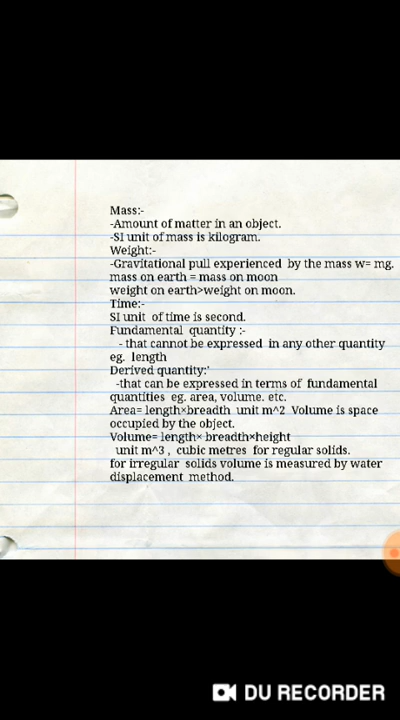 Mass:-
-Amount of matter in an object.
-SI unit of mass is kilogram.
Weight:-
-Gravitational pull experienced by the mass w= mg.
mass on earth = mass on moon
weight on earth>weight on moon.
Time:-
SI unit of time is second.
Fundamental quantity :-
- that cannot be expressed in any other quantity
eg. length
Derived quantity:'
-that can be expressed in terms of fundamental
quantities eg. area, volume. etc.
Area= length×breadth unit m^2 Volume is space
occupied by the object.
Volume= length× breadth×height
unit m^3 , cubic metres for regular solids.
for irregular solids volume is measured by water
displacement method.
DU RECORDER